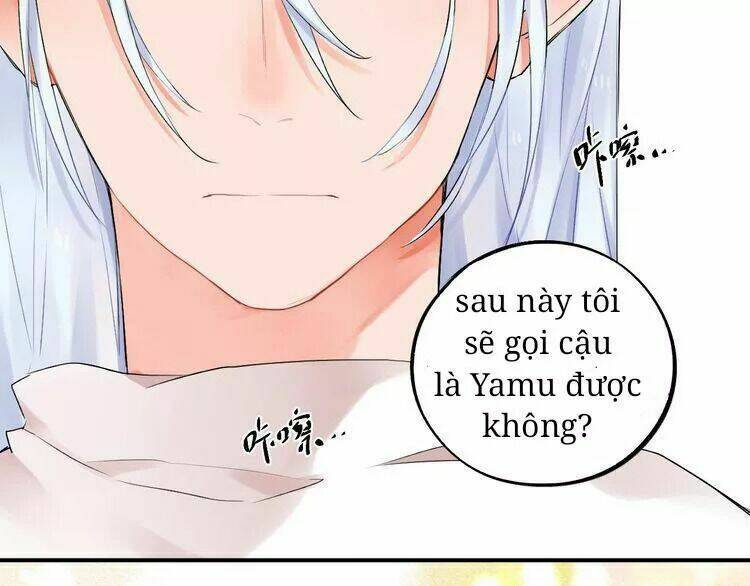 咔嚓...
sau này tôi
sẽ gọi cậu
là Yamu được
không?
咔嚓...